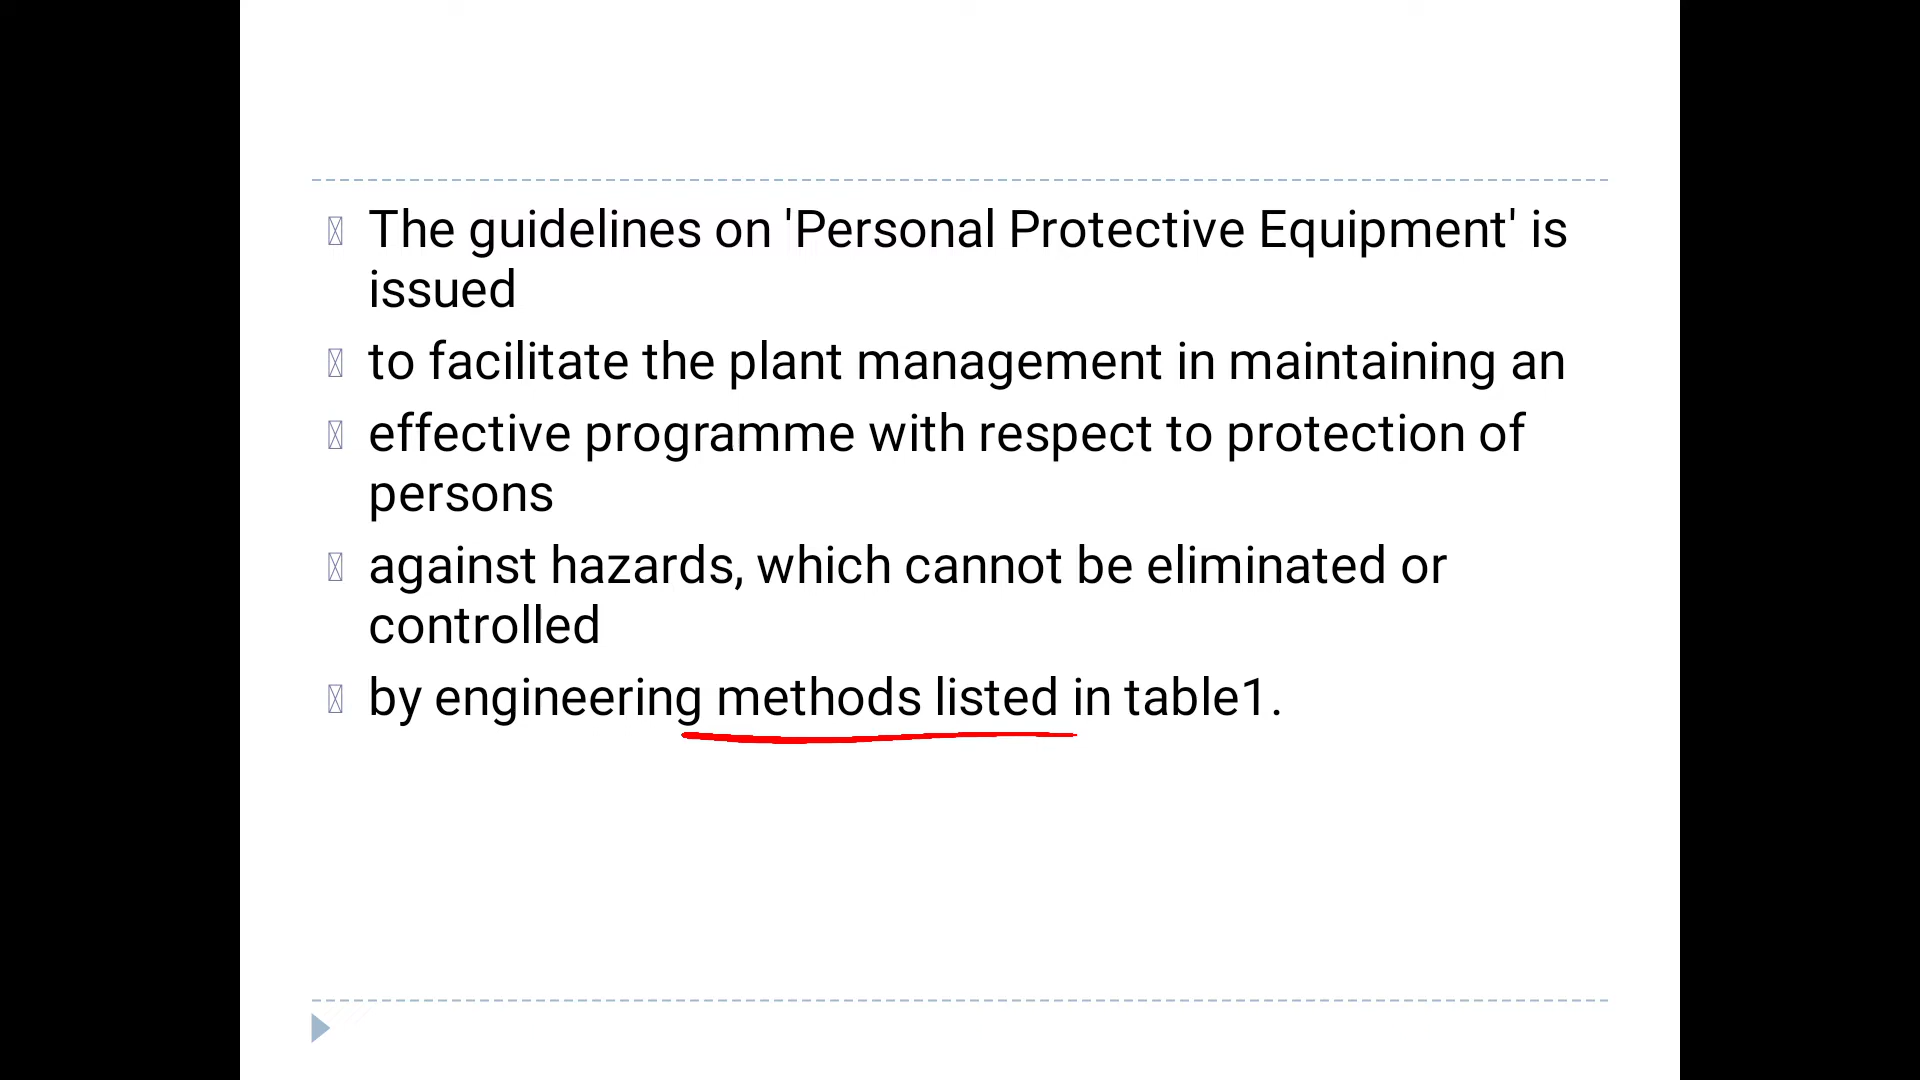 The guidelines on 'Personal Protective Equipment' is
issued
to facilitate the plant management in maintaining an
effective programme with respect to protection of
persons
against hazards, which cannot be eliminated or
controlled
by engineering methods listed in table1.